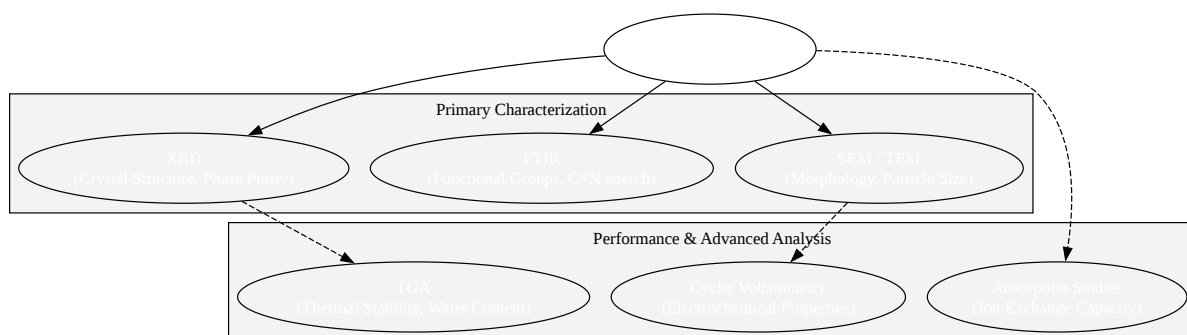 Primary Characterization
XRD
(Crystal Structure, Phase Purity)
FTIR
(Functional Groups, C≡N stretch)
SEM / TEM
(Morphology, Particle Size)
Performance & Advanced Analysis
TGA
(Thermal Stability, Water Content)
Cyclic Voltammetry
(Electrochemical Properties)
Adsorption Studies
(Ion Exchange Capacity)